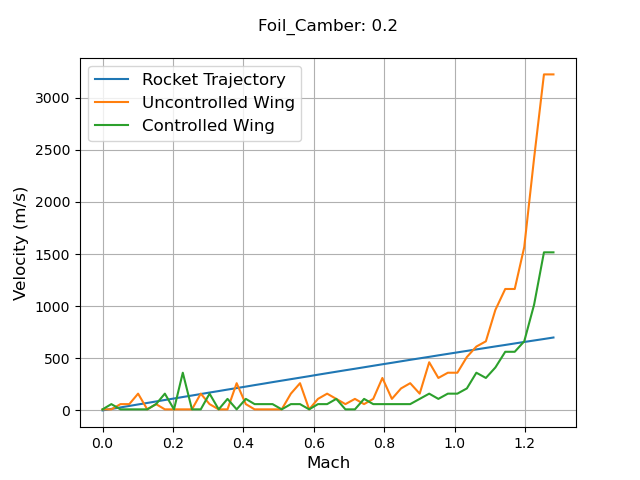 Foil_Camber: 0.2
Rocket Trajectory
Uncontrolled Wing
Controlled Wing
Velocity (m/s)
3000
2500
2000
1500
1000
500
0
0.0 0.2 0.4 0.6 0.8 1.0 1.2
Mach